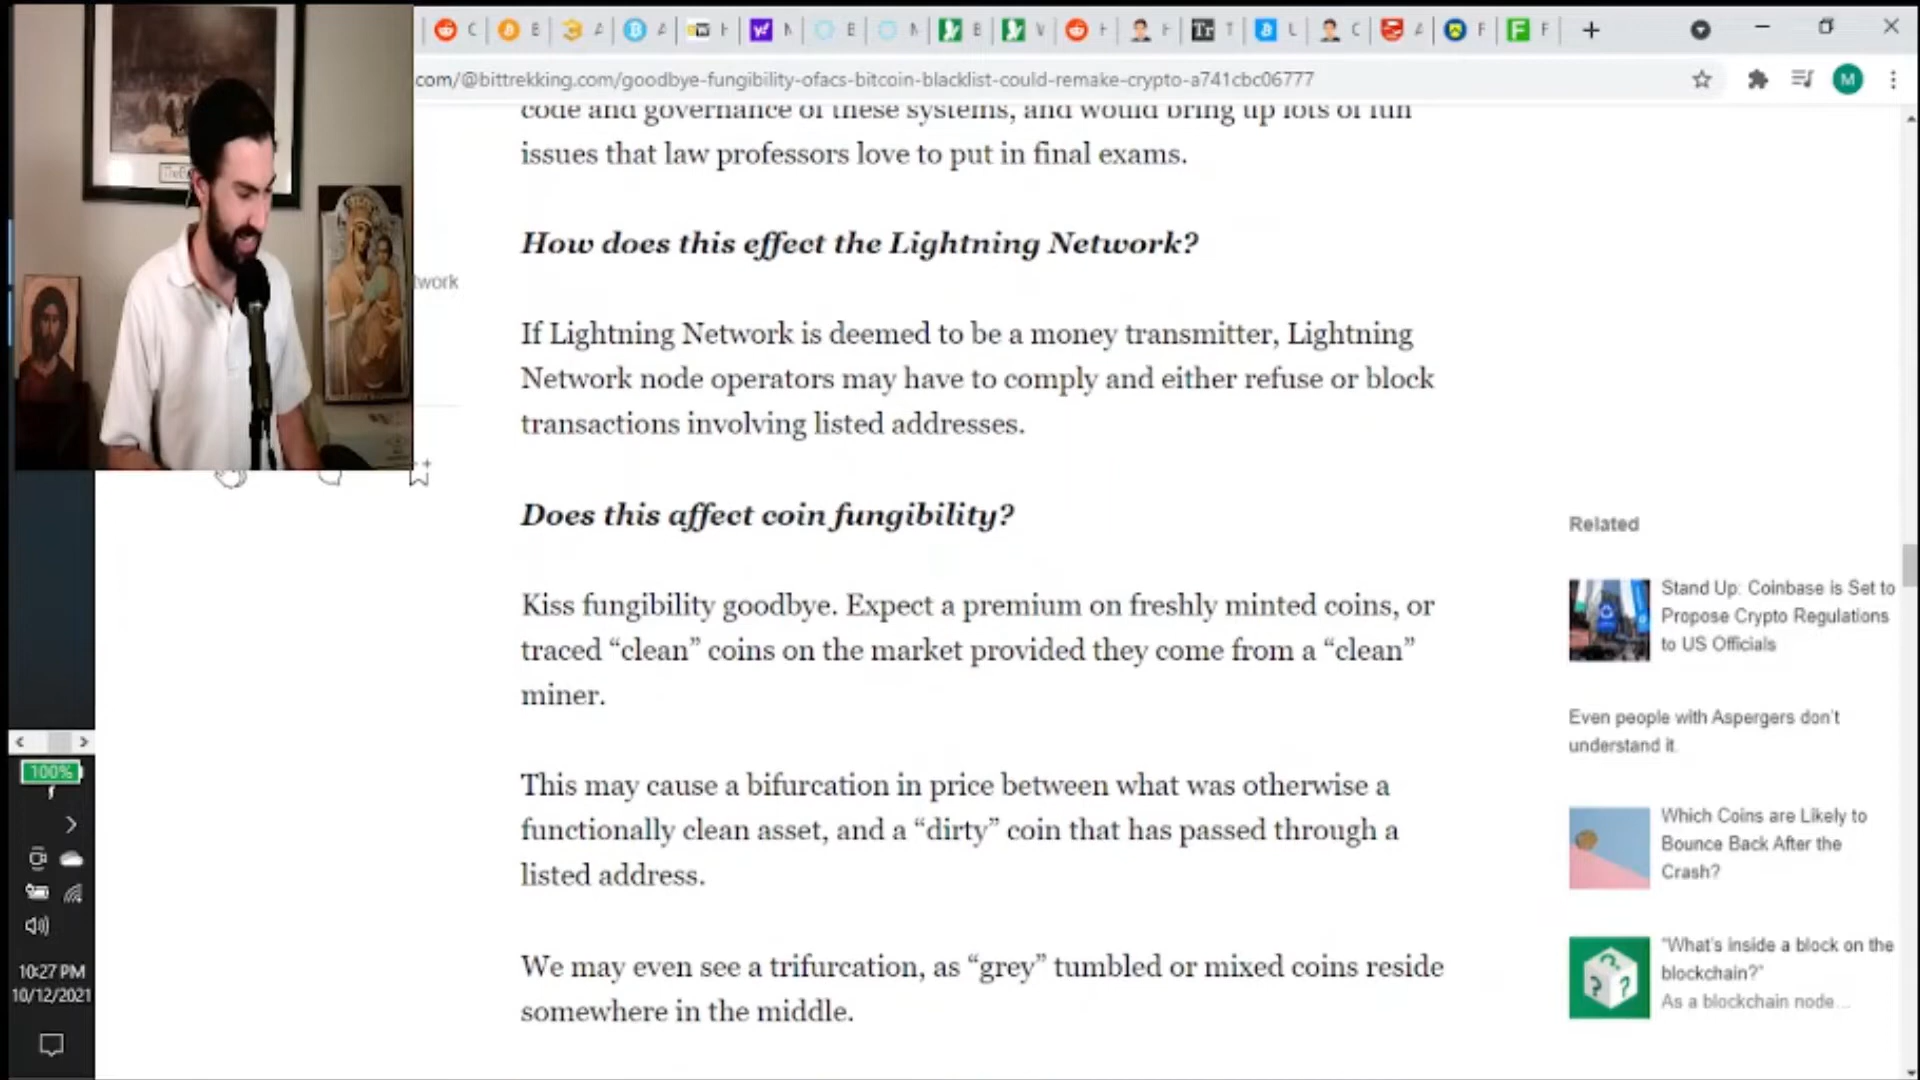 C
E
A
A
H
N
E
N
E
V
H
F
Tr
T
L
C
A
F
F
com/@bittrekking.com/goodbye-fungibility-ofacs-bitcoin-blacklist-could-remake-crypto-a741cbc06777
M
code and governance of these systems, and would bring up lots of fun
issues that law professors love to put in final exams.
How does this effect the Lightning Network?
twork
If Lightning Network is deemed to be a money transmitter, Lightning
Network node operators may have to comply and either refuse or block
transactions involving listed addresses.
Does this affect coin fungibility?
Kiss fungibility goodbye. Expect a premium on freshly minted coins, or
traced “clean” coins on the market provided they come from a “clean”
miner.
This may cause a bifurcation in price between what was otherwise a
functionally clean asset, and a “dirty” coin that has passed through a
listed address.
We may even see a trifurcation, as “grey” tumbled or mixed coins reside
somewhere in the middle.
Related
Stand Up: Coinbase is Set to
Propose Crypto Regulations
to US Officials
Even people with Aspergers don't
understand it
Which Coins are Likely to
Bounce Back After the
Crash?
“What's inside a block on the
blockchain?”
As a blockchain node...
100%
10:27 PM
10/12/2021